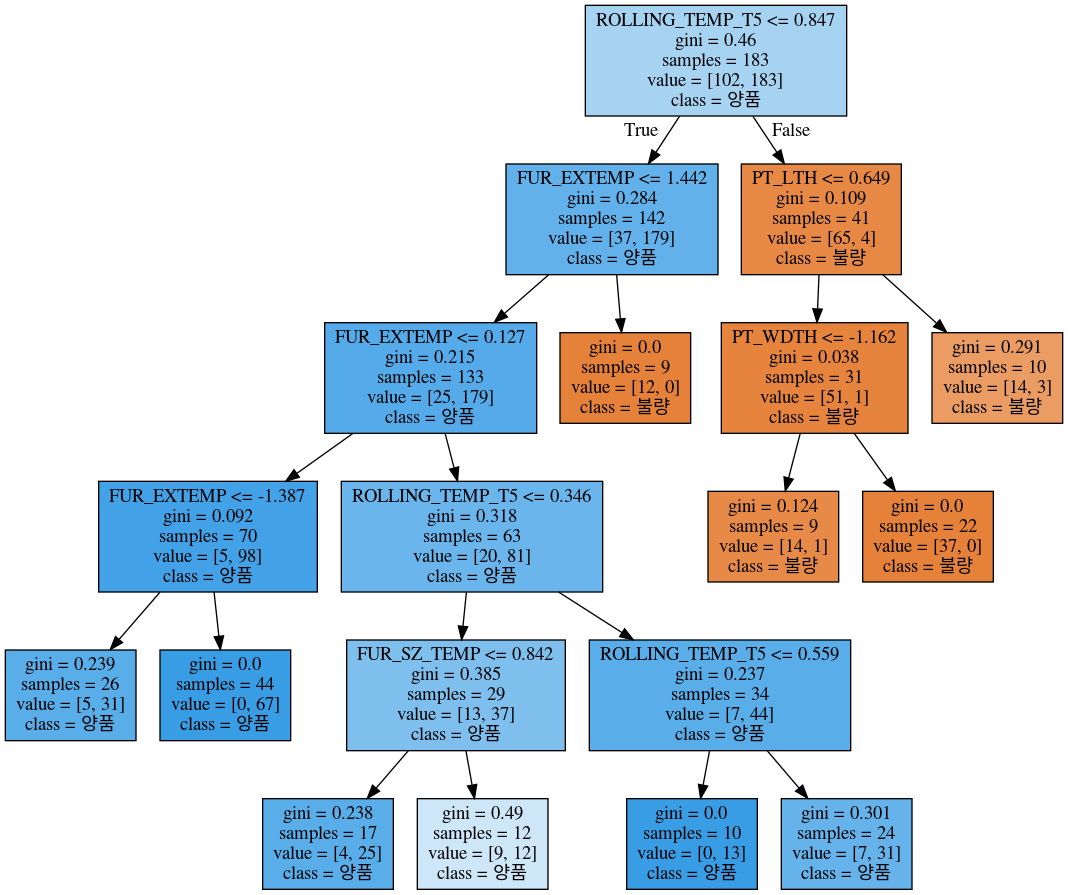 ROLLING_TEMP_T5 <= 0.847
gini = 0.46
samples = 183
value = [102, 183]
class = 양품
True
False
FUR_EXTEMP <= 1.442
gini = 0.284
samples = 142
value = [37, 179]
class = 양품
PT_LTH <= 0.649
gini = 0.109
samples = 41
value = [65, 4]
class = 불량
FUR_EXTEMP <= 0.127
gini = 0.215
samples = 133
value = [25, 179]
class = 양품
gini = 0.0
samples = 9
value = [12, 0]
class = 불량
PT_WDTH <= -1.162
gini = 0.038
samples = 31
value = [51, 1]
class = 불량
gini = 0.291
samples = 10
value = [14, 3]
class = 불량
FUR_EXTEMP <= -1.387
gini = 0.092
samples = 70
value = [5, 98]
class = 양품
ROLLING_TEMP_T5 <= 0.346
gini = 0.318
samples = 63
value = [20, 81]
class = 양품
gini = 0.124
samples = 9
value = [14, 1]
class = 불량
gini = 0.0
samples = 22
value = [37, 0]
class = 불량
gini = 0.239
samples = 26
value = [5, 31]
class = 양품
gini = 0.0
samples = 44
value = [0, 67]
class = 양품
FUR_SZ_TEMP <= 0.842
gini = 0.385
samples = 29
value = [13, 37]
class = 양품
ROLLING_TEMP_T5 <= 0.559
gini = 0.237
samples = 34
value = [7, 44]
class = 양품
gini = 0.238
samples = 17
value = [4, 25]
class = 양품
gini = 0.49
samples = 12
value = [9, 12]
class = 양품
gini = 0.0
samples = 10
value = [0, 13]
class = 양품
gini = 0.301
samples = 24
value = [7, 31]
class = 양품